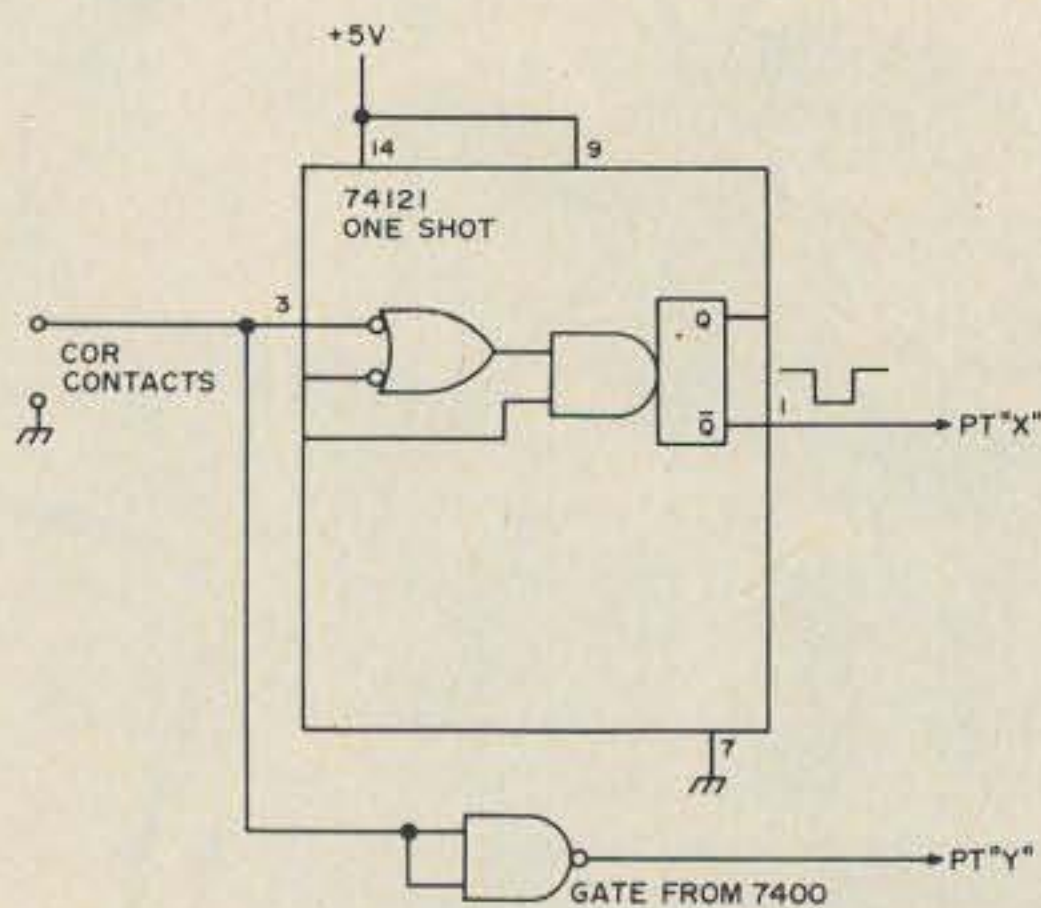 +5V
14
9
74121
ONE SHOT
3
COR
CONTACTS
Q
Q̅
1
PT"X"
7
PT"Y"
GATE FROM 7400